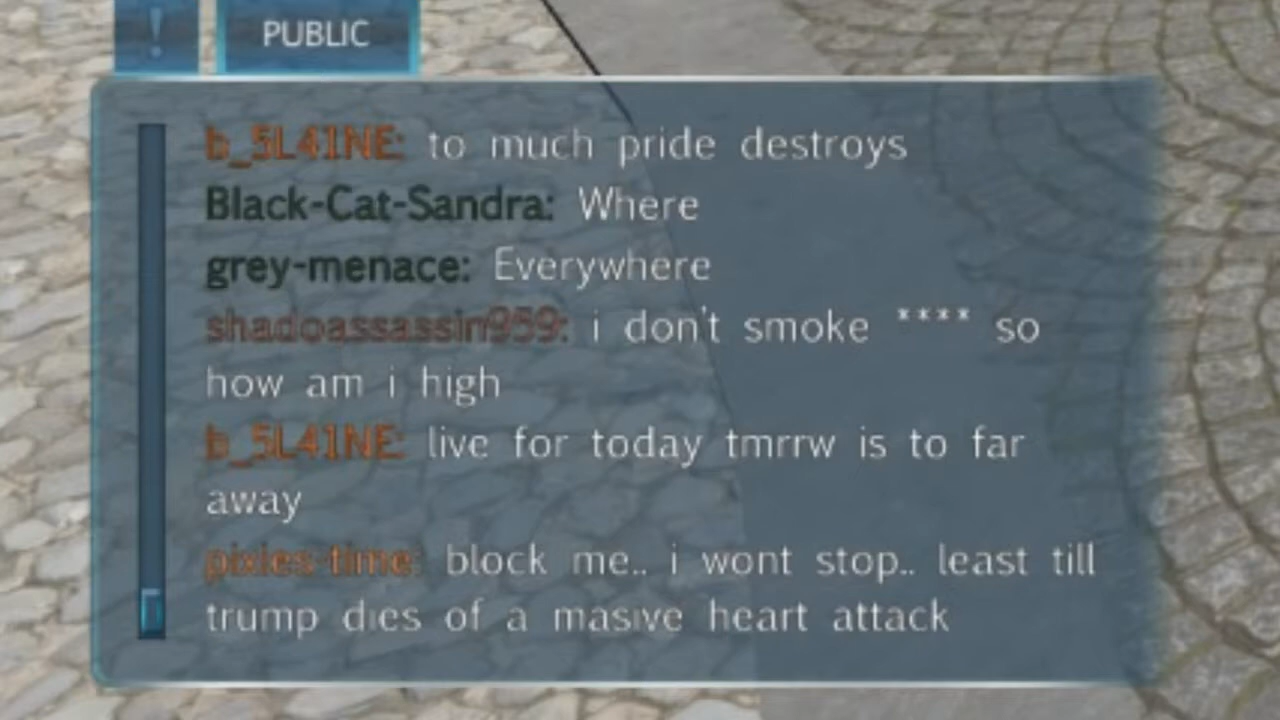 !
PUBLIC
b_5L41NE: to much pride destroys
Black-Cat-Sandra: Where
grey-menace: Everywhere
shadoassassin959: i don't smoke **** so
how am i high
b_5L41NE: live for today tmrrw is to far
away
pixies-time: block me.. i wont stop.. least till
trump dies of a masive heart attack